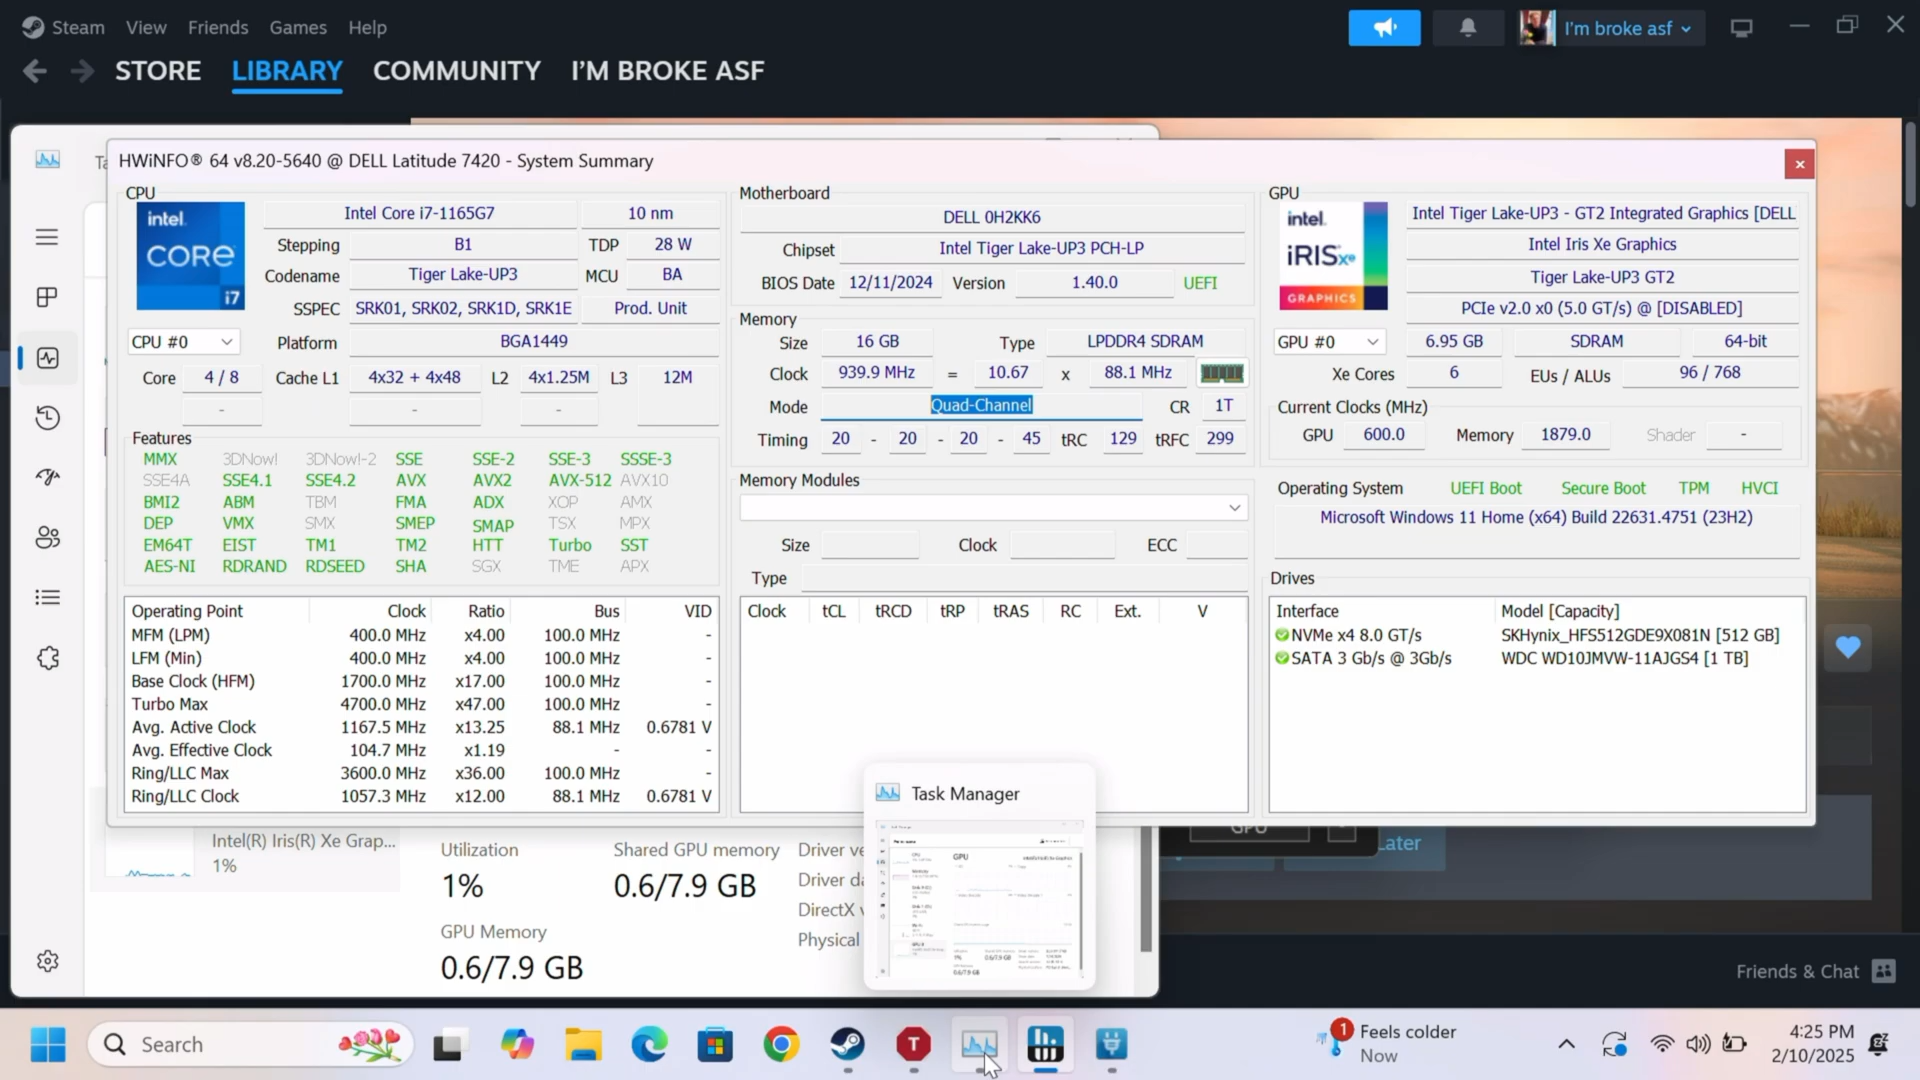 Steam View Friends Games Help
I'm broke asf
STORE LIBRARY COMMUNITY I'M BROKE ASF
HWiNFO® 64 v8.20-5640 @ DELL Latitude 7420 - System Summary
CPU
intel
CORE
i7
Intel Core i7-1165G7 10 nm
Stepping B1 TDP 28 W
Codename Tiger Lake-UP3 MCU BA
SSPEC SRK01, SRK02, SRK1D, SRK1E Prod. Unit
CPU #0 Platform BGA1449
Core 4 / 8 Cache L1 4x32 + 4x48 L2 4x1.25M L3 12M
- - -
Features
MMX 3DNow! 3DNow!-2 SSE SSE-2 SSE-3 SSSE-3
SSE4A SSE4.1 SSE4.2 AVX AVX2 AVX-512 AVX10
BMI2 ABM TBM FMA ADX XOP AMX
DEP VMX SMX SMEP SMAP TSX MPX
EM64T EIST TM1 TM2 HTT Turbo SST
AES-NI RDRAND RDSEED SHA SGX TME APX
Operating Point Clock Ratio Bus VID
MFM (LPM) 400.0 MHz x4.00 100.0 MHz -
LFM (Min) 400.0 MHz x4.00 100.0 MHz -
Base Clock (HFM) 1700.0 MHz x17.00 100.0 MHz -
Turbo Max 4700.0 MHz x47.00 100.0 MHz -
Avg. Active Clock 1167.5 MHz x13.25 88.1 MHz 0.6781 V
Avg. Effective Clock 104.7 MHz x1.19 - -
Ring/LLC Max 3600.0 MHz x36.00 100.0 MHz -
Ring/LLC Clock 1057.3 MHz x12.00 88.1 MHz 0.6781 V
Motherboard
DELL 0H2KK6
Chipset Intel Tiger Lake-UP3 PCH-LP
BIOS Date 12/11/2024 Version 1.40.0 UEFI
Memory
Size 16 GB Type LPDDR4 SDRAM
Clock 939.9 MHz = 10.67 x 88.1 MHz
Mode Quad-Channel CR 1T
Timing 20 - 20 - 20 - 45 tRC 129 tRFC 299
Memory Modules
Size Clock ECC
Type
Clock tCL tRCD tRP tRAS RC Ext. V
GPU
intel.
iRISxe
GRAPHICS
Intel Tiger Lake-UP3 - GT2 Integrated Graphics [DELL
Intel Iris Xe Graphics
Tiger Lake-UP3 GT2
PCIe v2.0 x0 (5.0 GT/s) @ [DISABLED]
GPU #0 6.95 GB SDRAM 64-bit
Xe Cores 6 EUs / ALUs 96 / 768
Current Clocks (MHz)
GPU 600.0 Memory 1879.0 Shader -
Operating System UEFI Boot Secure Boot TPM HVCI
Microsoft Windows 11 Home (x64) Build 22631.4751 (23H2)
Drives
Interface Model [Capacity]
NVMe x4 8.0 GT/s SKHynix_HFS512GDE9X081N [512 GB]
SATA 3 Gb/s @ 3Gb/s WDC WD10JMVW-11AJGS4 [1 TB]
Task Manager
GPU
Later
Intel(R) Iris(R) Xe Grap...
1%
Utilization Shared GPU memory Driver ve
1% 0.6/7.9 GB Driver da
DirectX v
GPU Memory Physical
0.6/7.9 GB
Friends & Chat
Search
T
1
Feels colder
Now
4:25 PM
2/10/2025